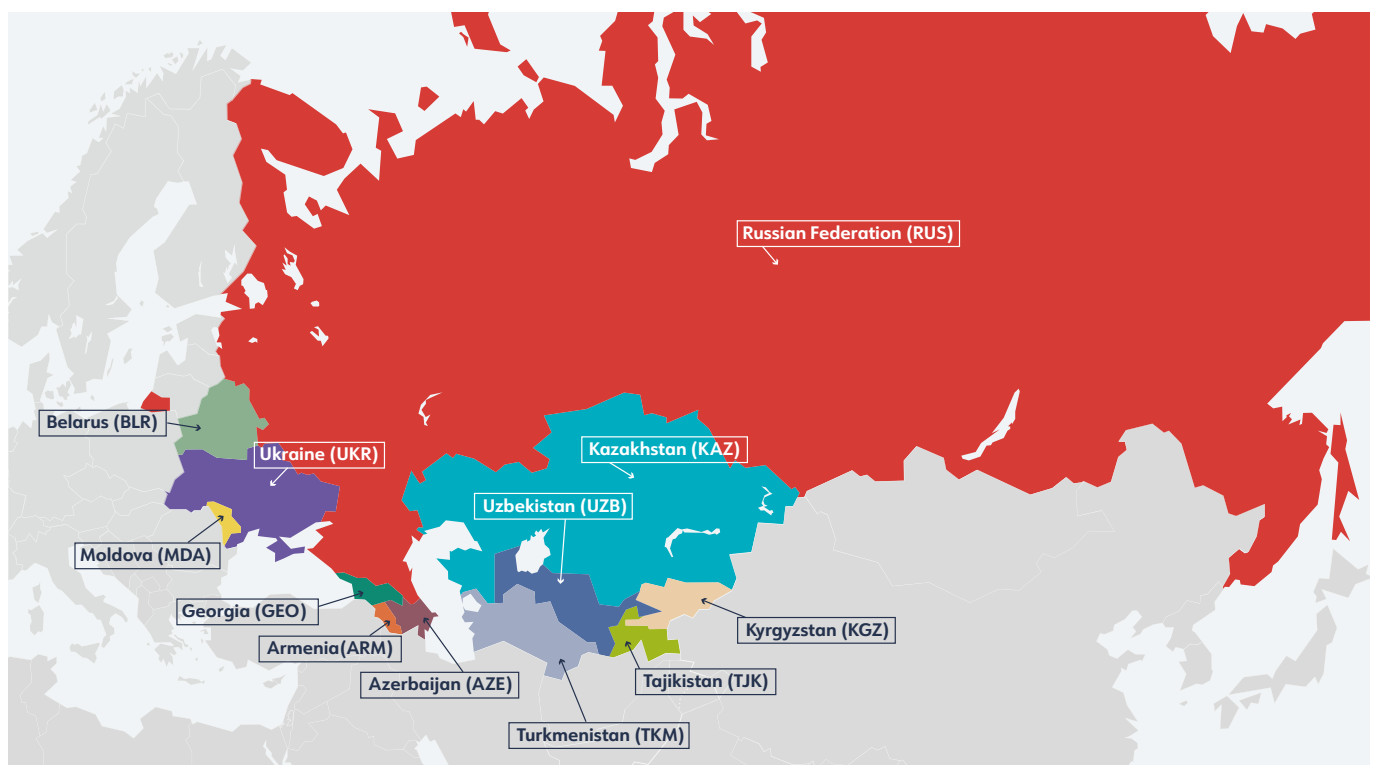 Russian Federation (RUS)
Belarus (BLR)
Ukraine (UKR)
Kazakhstan (KAZ)
Uzbekistan (UZB)
Moldova (MDA)
Georgia (GEO)
Armenia(ARM)
Kyrgyzstan (KGZ)
Azerbaijan (AZE)
Tajikistan (TJK)
Turkmenistan (TKM)